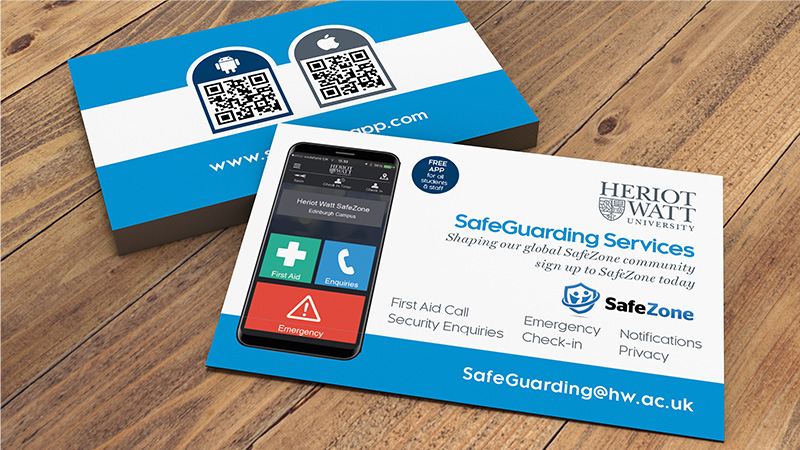 www.s app.com
FREE
APP
for all
students
& staff
HERIOT
WATT
UNIVERSITY
SafeGuarding Services
Shaping our global SafeZone community
sign up to SafeZone today
SafeZone
First Aid Call
Security Enquiries
Emergency
Check-in
Notifications
Privacy
SafeGuarding@hw.ac.uk
HERIOT
WATT
Heriot Watt SafeZone
Edinburgh Campus
First Aid
Enquiries
Emergency